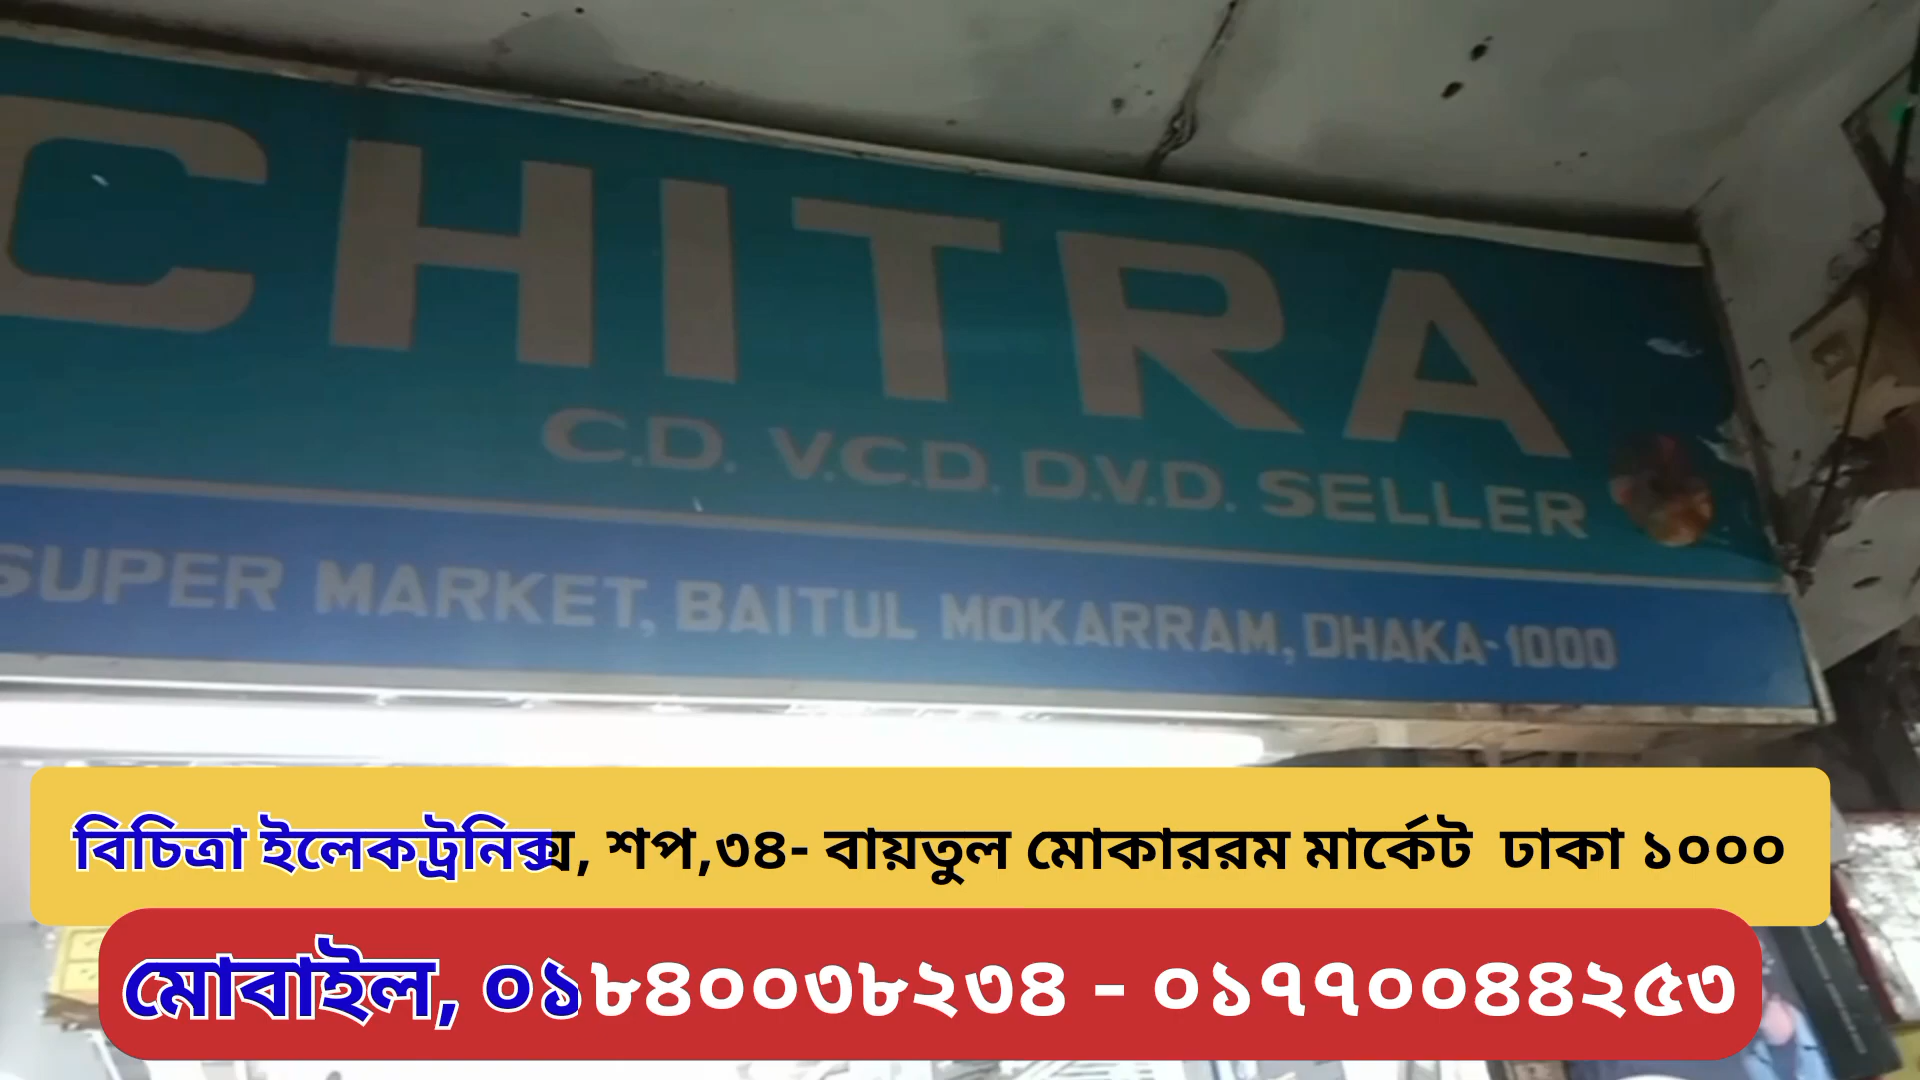 CHITRA
C.D. V.C.D. D.V.D. SELLER
SUPER MARKET, BAITUL MOKARRAM, DHAKA-1000
বিচিত্রা ইলেকট্রনিক্স, শপ,৩৪- বায়তুল মোকাররম মার্কেট ঢাকা ১০০০
মোবাইল, ০১৮৪০০৩৮২৩৪ - ০১৭৭০০৪৪২৫৩